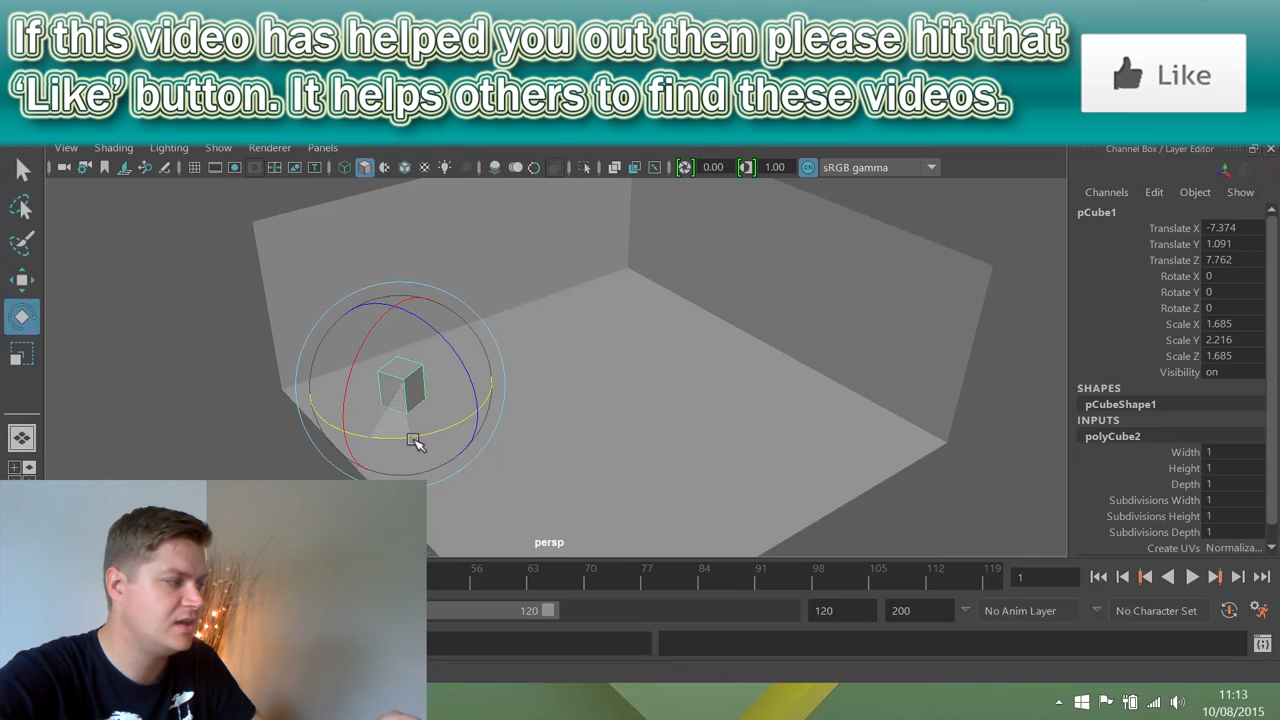 If this video has helped you out then please hit that
‘Like’ button. It helps others to find these videos.
Like
View Shading Lighting Show Renderer Panels
Channel Box / Layer Editor
0.00 1.00 ON sRGB gamma
Channels Edit Object Show
pCube1
Translate X -7.374
Translate Y 1.091
Translate Z 7.762
Rotate X 0
Rotate Y 0
Rotate Z 0
Scale X 1.685
Scale Y 2.216
Scale Z 1.685
Visibility on
SHAPES
pCubeShape1
INPUTS
polyCube2
Width 1
Height 1
Depth 1
Subdivisions Width 1
Subdivisions Height 1
Subdivisions Depth 1
Create UVs Normaliza...
persp
56 63 70 77 84 91 98 105 112 119 1
120 120 200 No Anim Layer No Character Set
11:13
10/08/2015